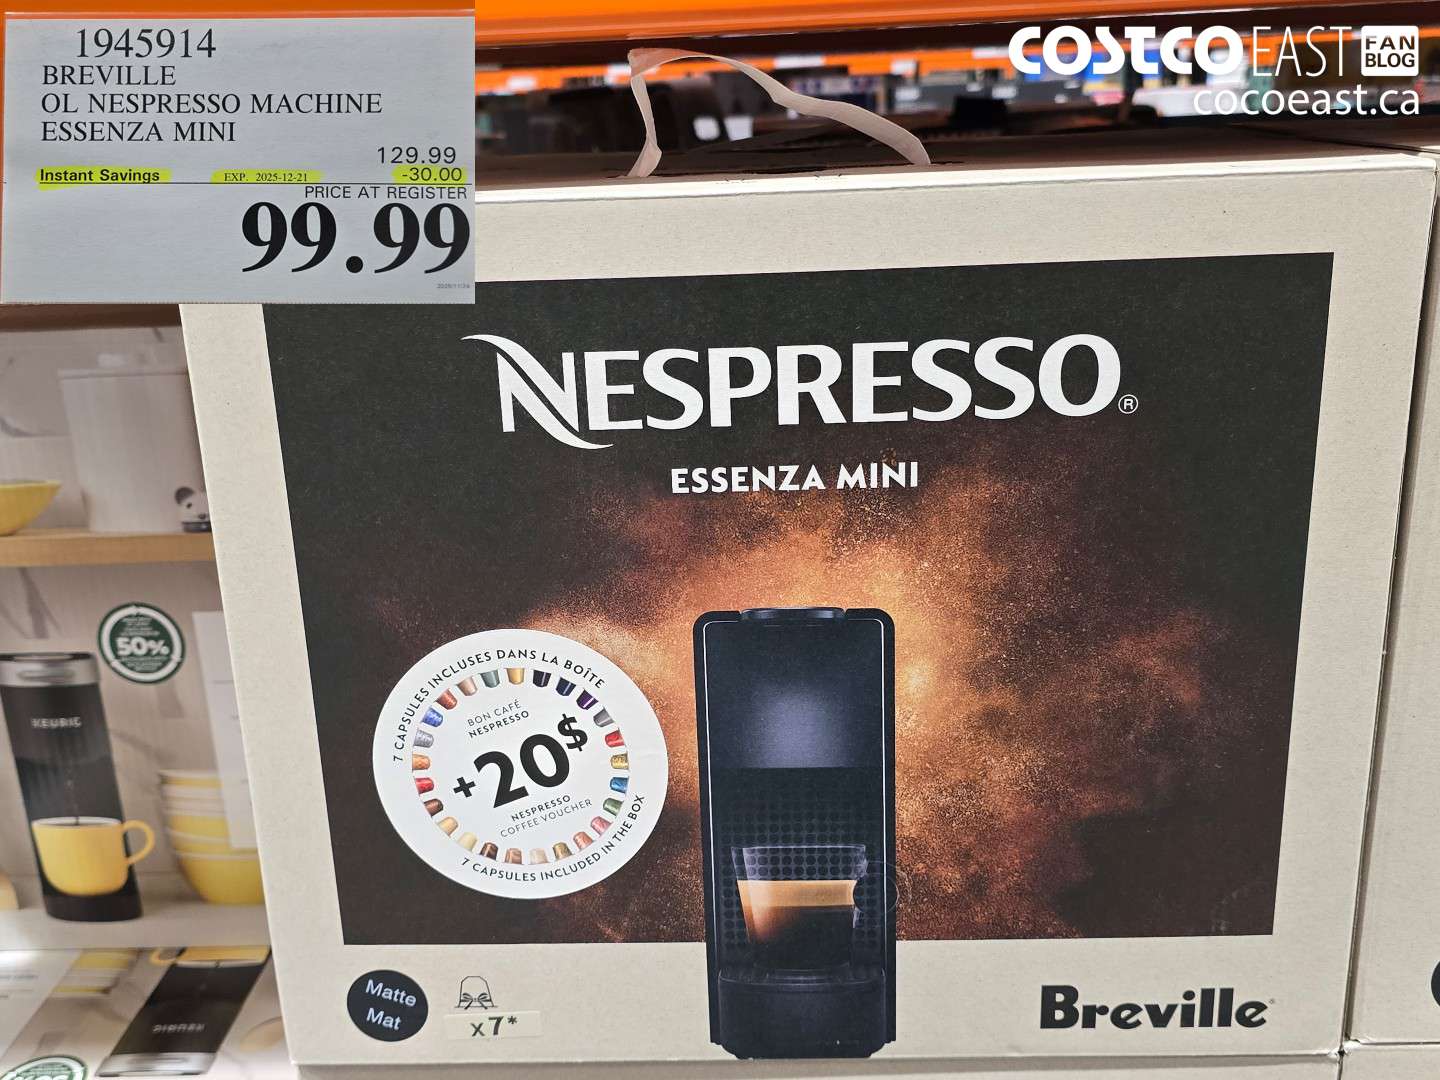 1945914
BREVILLE
OL NESPRESSO MACHINE
ESSENZA MINI
129.99
Instant Savings EXP. 2025-12-21 -30.00
PRICE AT REGISTER
99.99
COSTCO EAST FAN BLOG
cocoeast.ca
NESPRESSO®
ESSENZA MINI
7 CAPSULES INCLUSES DANS LA BOÎTE
BON CAFÉ
NESPRESSO
+20$
NESPRESSO
COFFEE VOUCHER
7 CAPSULES INCLUDED IN THE BOX
50%
KEURIG
Matte
Mat
x7*
Breville